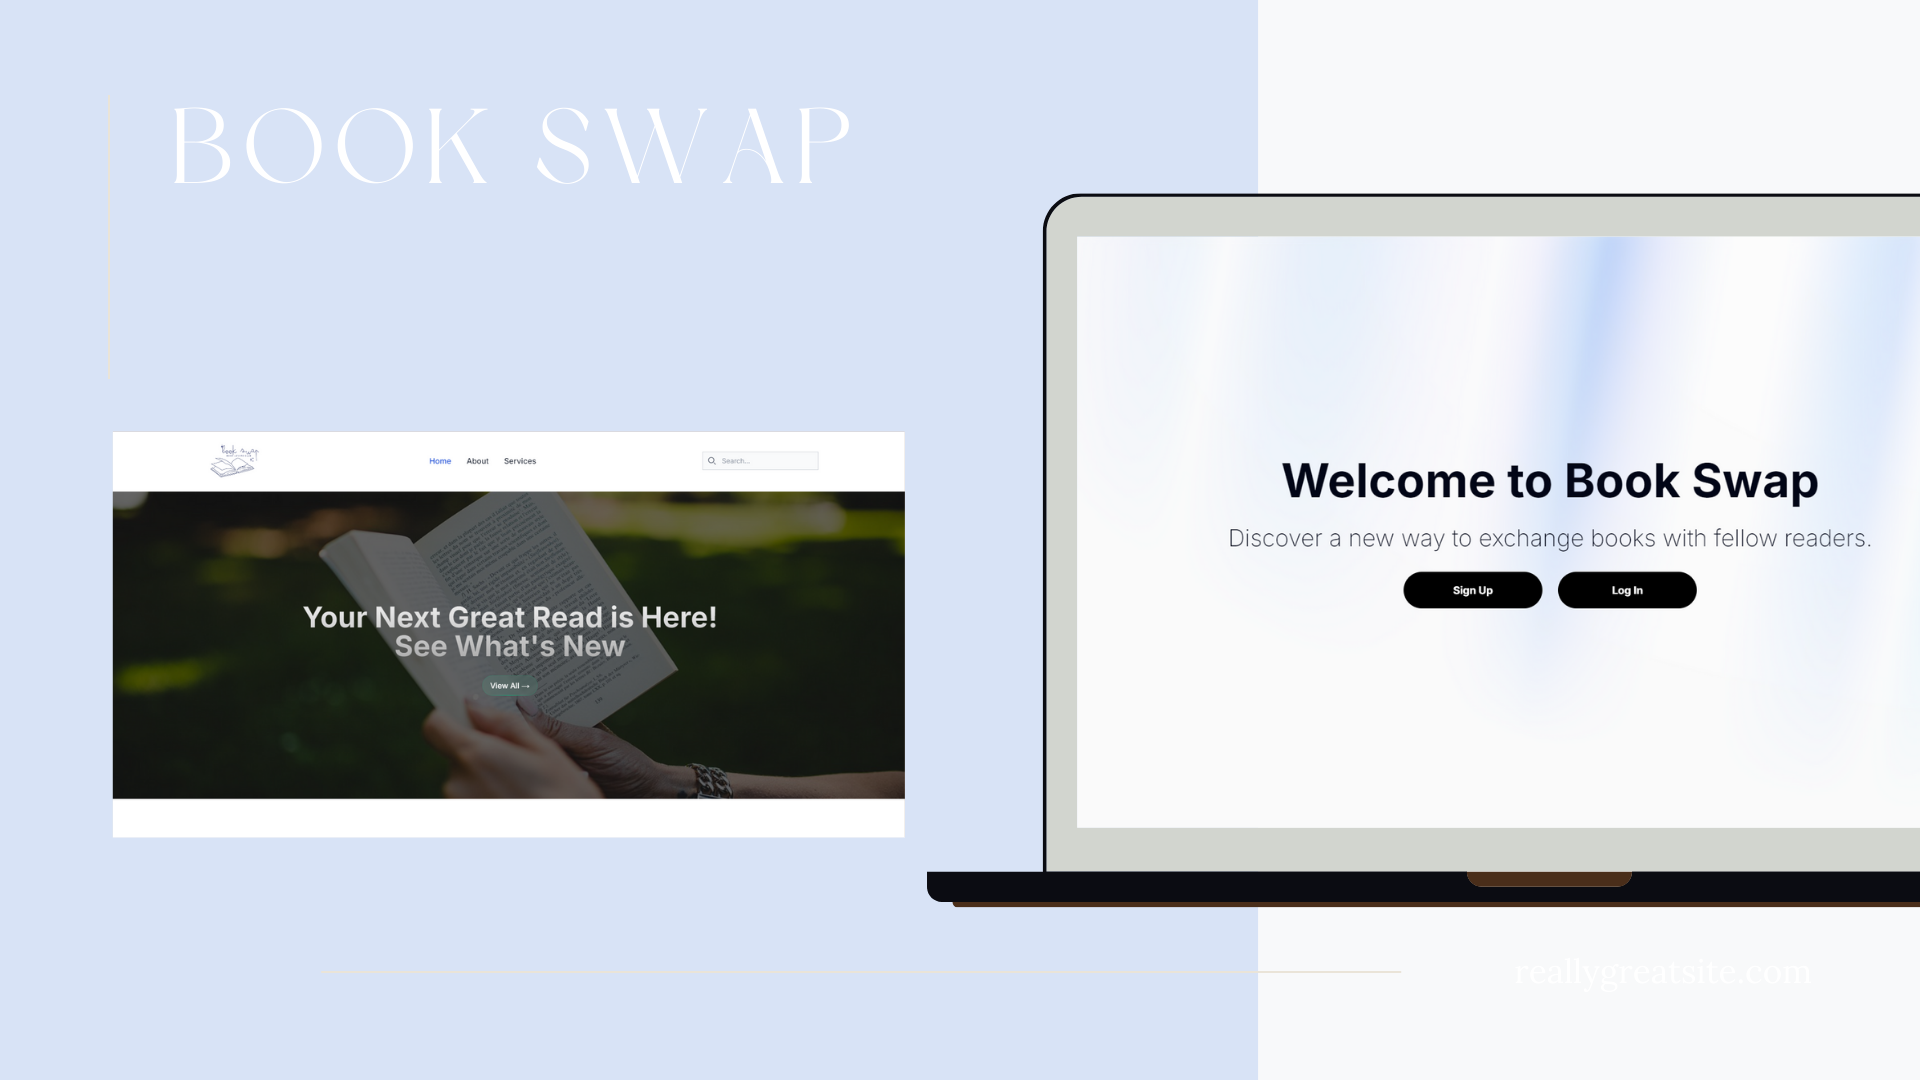 BOOK SWAP
Book swap
Home About Services
Search...
Your Next Great Read is Here!
See What's New
View All →
Welcome to Book Swap
Discover a new way to exchange books with fellow readers.
Sign Up Log In
reallygreatsite.com